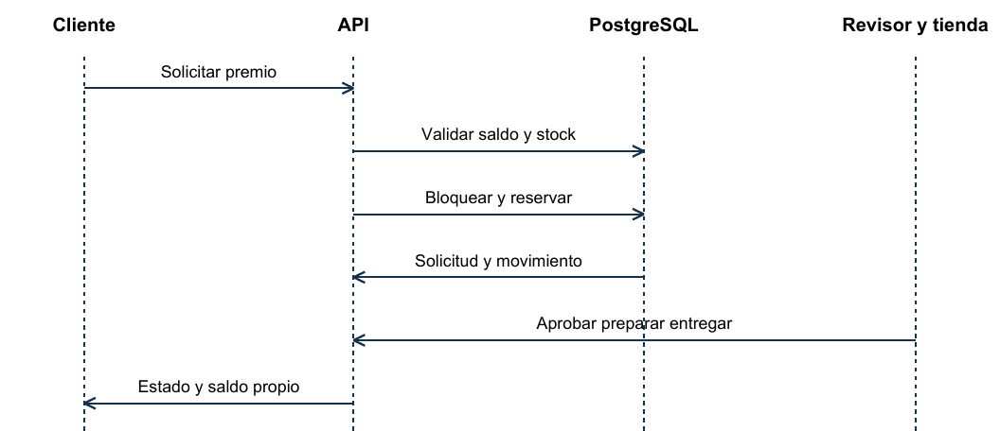 Cliente
API
PostgreSQL
Revisor y tienda
Solicitar premio
Validar saldo y stock
Bloquear y reservar
Solicitud y movimiento
Aprobar preparar entregar
Estado y saldo propio